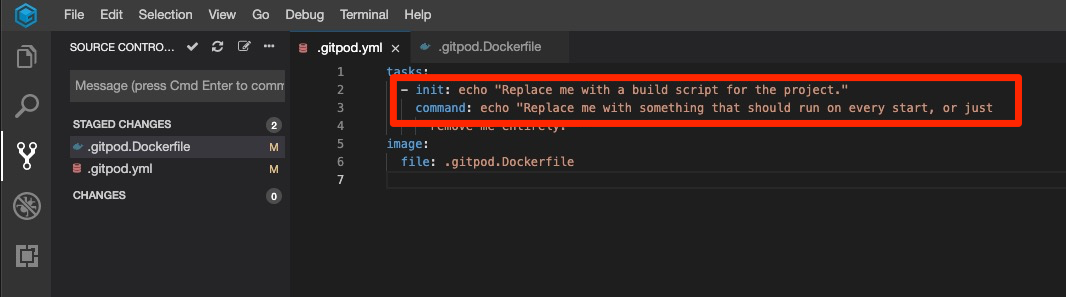 File Edit Selection View Go Debug Terminal Help
SOURCE CONTRO...
Message (press Cmd Enter to comm
STAGED CHANGES 2
.gitpod.Dockerfile M
.gitpod.yml M
CHANGES 0
.gitpod.yml × .gitpod.Dockerfile
1 tasks:
2 - init: echo "Replace me with a build script for the project."
3 command: echo "Replace me with something that should run on every start, or just
4 remove me entirely.
5 image:
6 file: .gitpod.Dockerfile
7